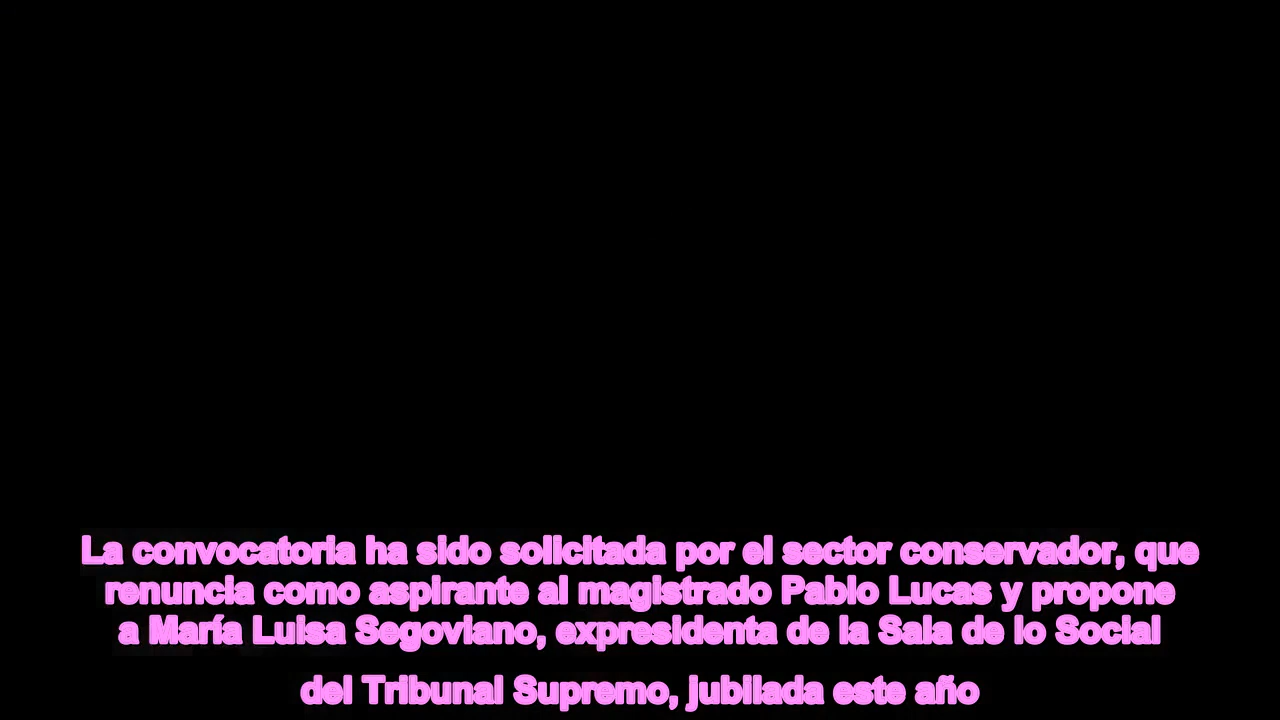 La convocatoria ha sido solicitada por el sector conservador, que
renuncia como aspirante al magistrado Pablo Lucas y propone
a María Luisa Segoviano, expresidenta de la Sala de lo Social
del Tribunal Supremo, jubilada este año